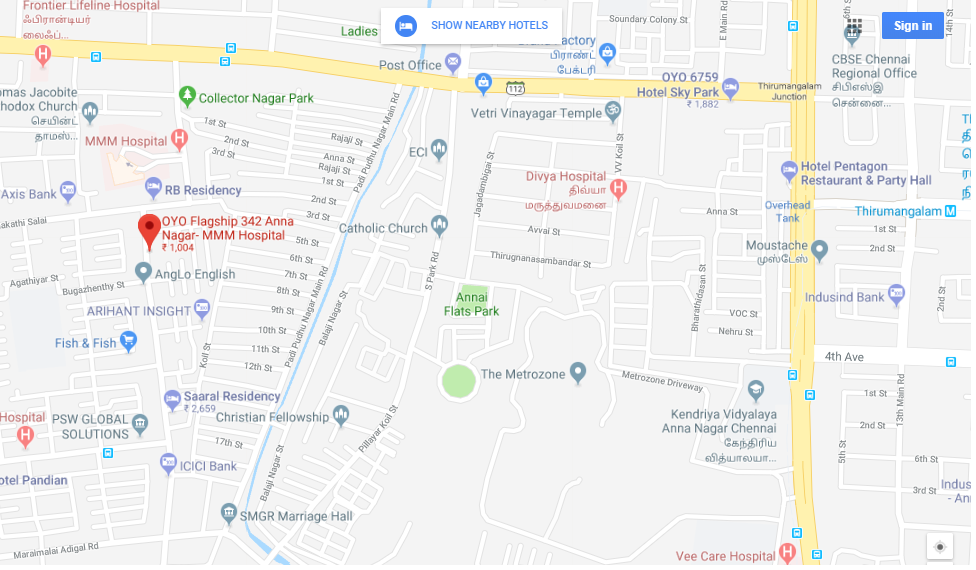 Frontier Lifeline Hospital
ஃபிரான்டியர்
லைஃப்...
Ladies
SHOW NEARBY HOTELS
Soundary Colony St
6th St
E Main Rd
Sign in
14th St
Factory
பிராண்ட்
பேக்டரி
Post Office
112
OYO 6759
Hotel Sky Park
₹ 1,882
Thirumangalam
Junction
CBSE Chennai
Regional Office
சிபிஎஸ்இ
சென்னை...
omas Jacobite
hodox Church
செயின்ட்
தாமஸ்...
Collector Nagar Park
1st St
2nd St
3rd St
Rajaji St
Anna St
Rajaji St
1st St
Padi Pudhu Nagar Main Rd
MMM Hospital
ECI
Vetri Vinayagar Temple
VV Koil St
Jagadambigai St
Divya Hospital
திவ்யா
மருத்துவமனை
Hotel Pentagon
Restaurant & Party Hall
Overhead
Tank
Thirumangalam
Axis Bank
RB Residency
akathi Salai
OYO Flagship 342 Anna
Nagar- MMM Hospital
₹ 1,004
5th St
6th St
7th St
8th St
Catholic Church
Avvai St
Anna St
Thirugnanasambandar St
Moustache
முஸ்டேஸ்
1st St
2nd St
AngLo English
Bugazhenthy St
Agathiyar St
S Park Rd
Annai
Flats Park
Bharathidasan St
VOC St
Nehru St
Indusind Bank
2nd St
ARIHANT INSIGHT
9th St
10th St
11th St
12th St
Koil St
Padi Pudhu Nagar Main Rd
Balaji Nagar St
Fish & Fish
The Metrozone
Metrozone Driveway
4th Ave
Saaral Residency
₹ 2,659
Christian Fellowship
Pillayar Koil St
Kendriya Vidyalaya
Anna Nagar Chennai
கேந்திரிய
வித்யாலயா...
1st St
2nd St
13th Main Rd
5th St
6th St
3rd St
Hospital
PSW GLOBAL
SOLUTIONS
17th St
Balaji Nagar St
ICICI Bank
otel Pandian
Indus
- Ann
SMGR Marriage Hall
Maraimalai Adigal Rd
Vee Care Hospital